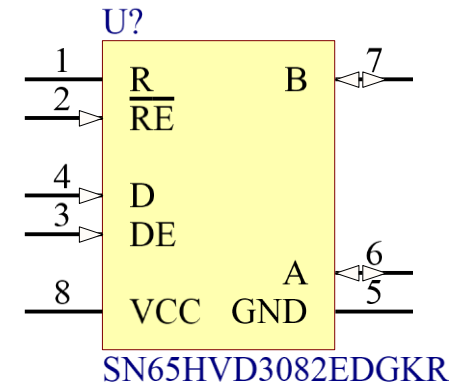 U?
1 R B 7
2 RE
4 D
3 DE
A 6
8 VCC GND 5
SN65HVD3082EDGKR